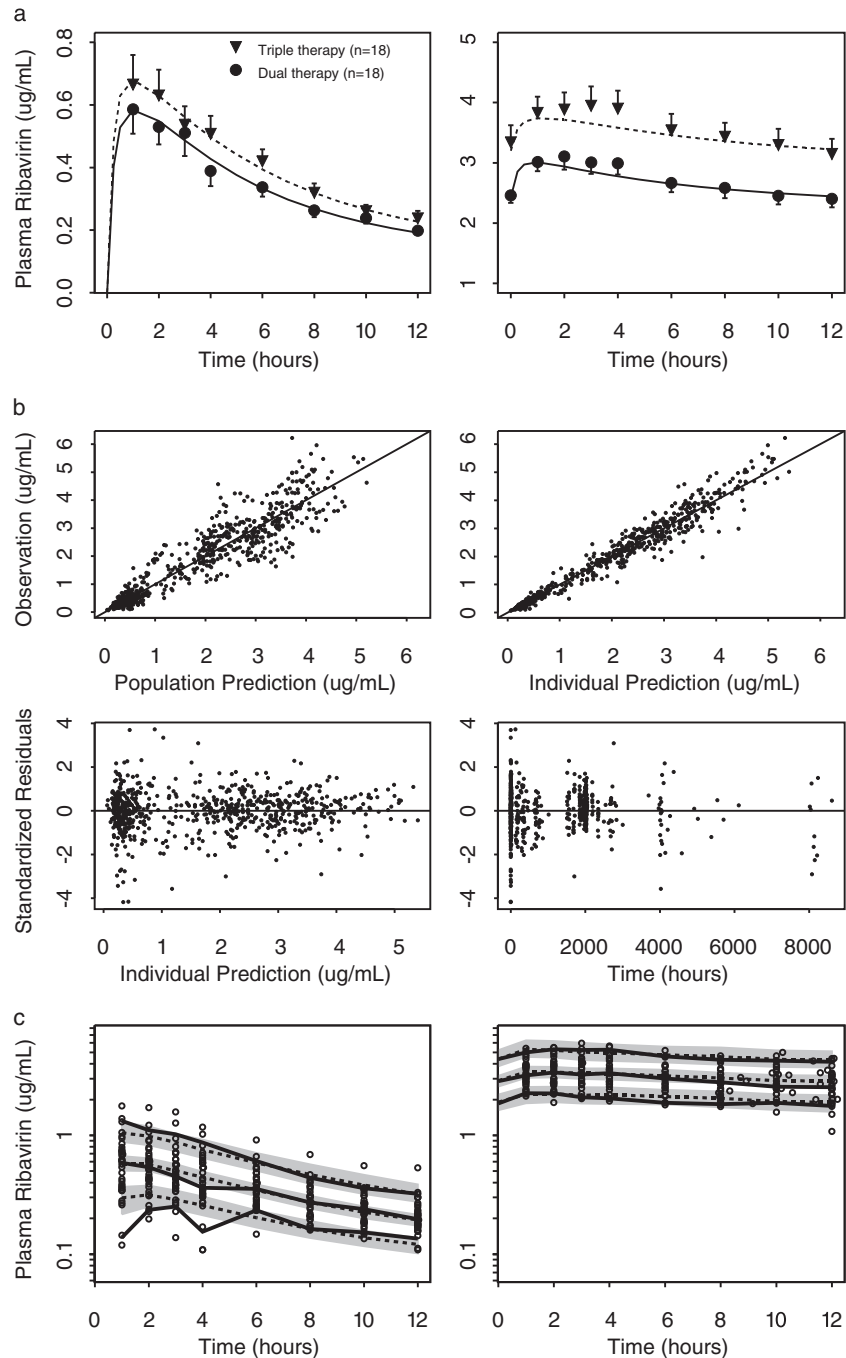 a
Plasma Ribavirin (ug/mL)
0.8
0.6
0.4
0.2
0.0
Triple therapy (n=18)
Dual therapy (n=18)
0 2 4 6 8 10 12
Time (hours)
5
4
3
2
1
0 2 4 6 8 10 12
Time (hours)
b
Observation (ug/mL)
6
5
4
3
2
1
0
0 1 2 3 4 5 6
Population Prediction (ug/mL)
6
5
4
3
2
1
0
0 1 2 3 4 5 6
Individual Prediction (ug/mL)
Standardized Residuals
4
2
0
-2
-4
0 1 2 3 4 5
Individual Prediction (ug/mL)
4
2
0
-2
-4
0 2000 4000 6000 8000
Time (hours)
c
Plasma Ribavirin (ug/mL)
1
0.1
0 2 4 6 8 10 12
Time (hours)
1
0.1
0 2 4 6 8 10 12
Time (hours)